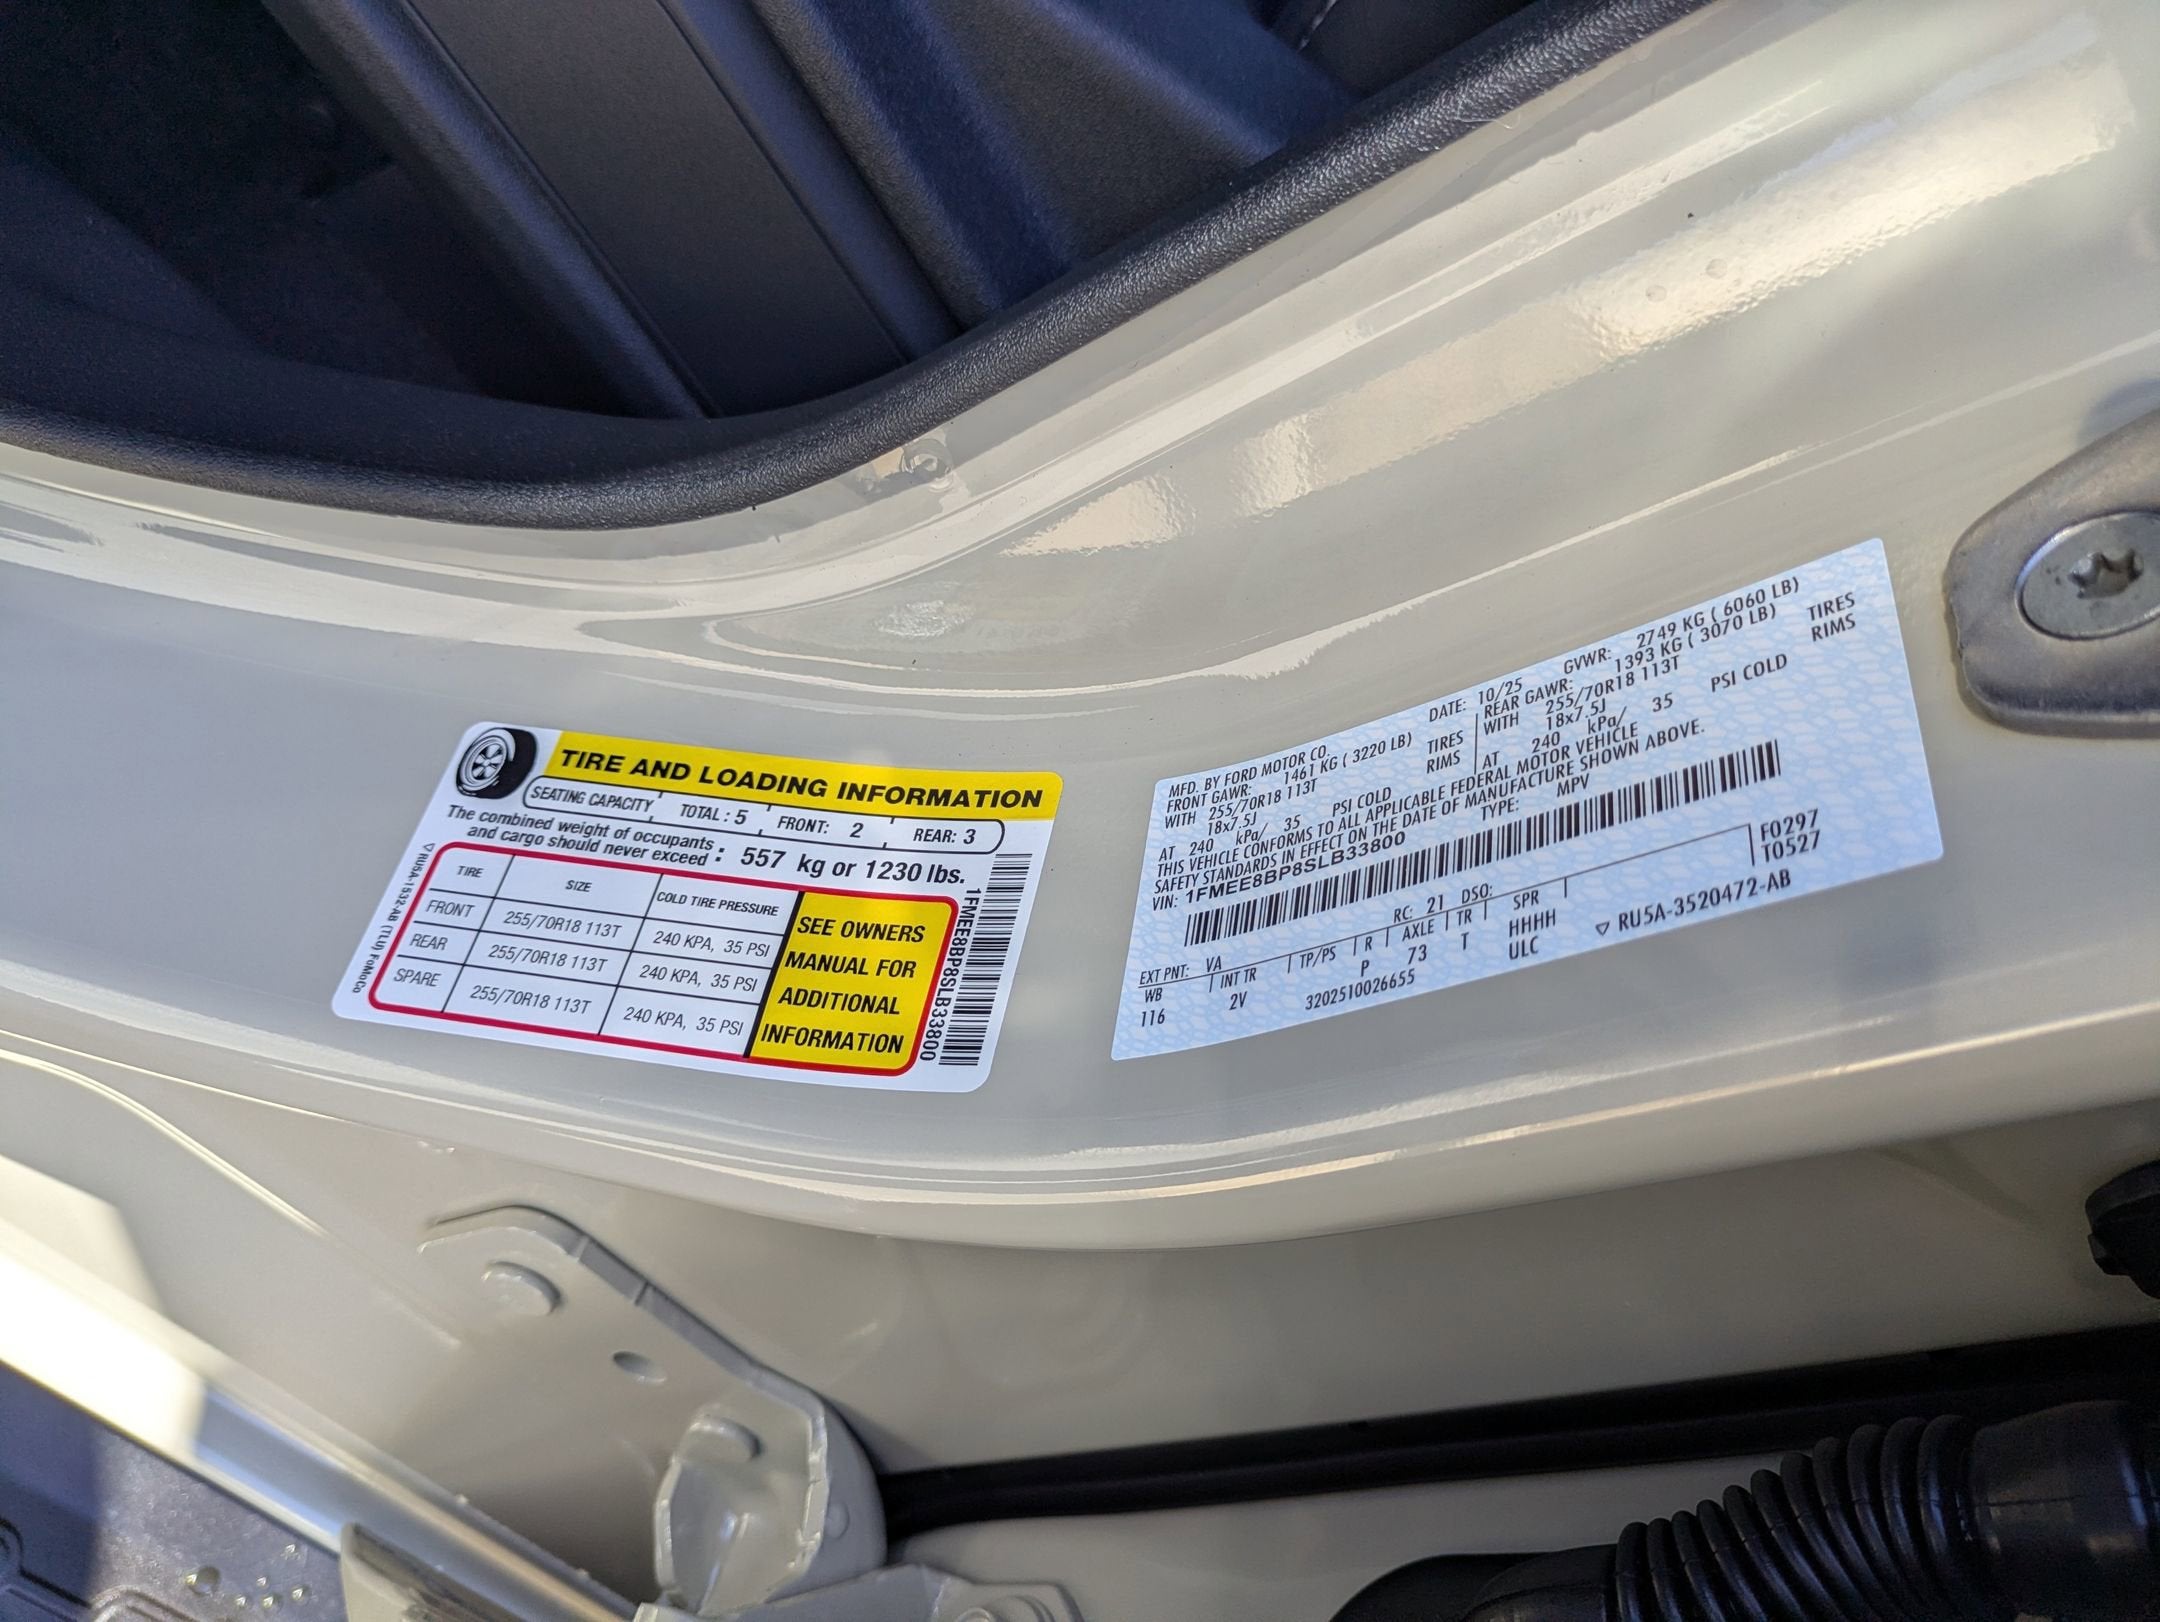 TIRE AND LOADING INFORMATION
SEATING CAPACITY TOTAL: 5 FRONT: 2 REAR: 3
The combined weight of occupants
and cargo should never exceed : 557 kg or 1230 lbs.
TIRE SIZE COLD TIRE PRESSURE
FRONT 255/70R18 113T 240 KPA, 35 PSI
REAR 255/70R18 113T 240 KPA, 35 PSI
SPARE 255/70R18 113T 240 KPA, 35 PSI
SEE OWNERS
MANUAL FOR
ADDITIONAL
INFORMATION
RU5A-1532-AB (TLU) FoMoCo
1FMEE8BP8SLB33800
MFD. BY FORD MOTOR CO. DATE: 10/25 GVWR: 2749 KG ( 6060 LB)
FRONT GAWR: 1461 KG ( 3220 LB) REAR GAWR: 1393 KG ( 3070 LB)
WITH 255/70R18 113T TIRES WITH 255/70R18 113T TIRES
18x7.5J RIMS 18x7.5J RIMS
AT 240 kPa/ 35 PSI COLD AT 240 kPa/ 35 PSI COLD
THIS VEHICLE CONFORMS TO ALL APPLICABLE FEDERAL MOTOR VEHICLE
SAFETY STANDARDS IN EFFECT ON THE DATE OF MANUFACTURE SHOWN ABOVE.
VIN: 1FMEE8BP8SLB33800 TYPE: MPV
F0297
T0527
EXT PNT: VA RC: 21 DSO:
WB INT TR TP/PS R AXLE TR SPR
116 2V P 73 T HHHH
ULC
3202510026655
RU5A-3520472-AB